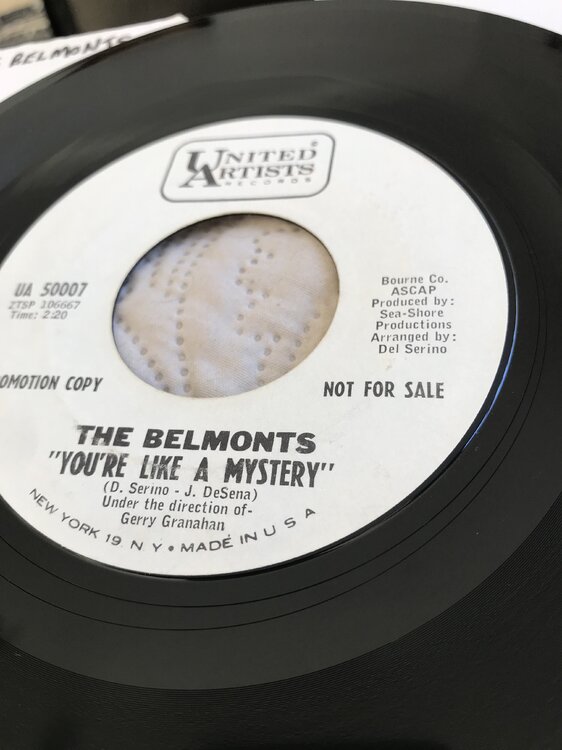 BELMONTS
UNITED
ARTISTS
RECORDS
UA 50007
ZTSP 106667
Time: 2:20
Bourne Co.
ASCAP
Produced by:
Sea-Shore
Productions
Arranged by:
Del Serino
OMOTION COPY
NOT FOR SALE
THE BELMONTS
"YOU'RE LIKE A MYSTERY"
(D. Serino - J. DeSena)
Under the direction of-
Gerry Granahan
NEW YORK 19, N Y • MADE IN U S A